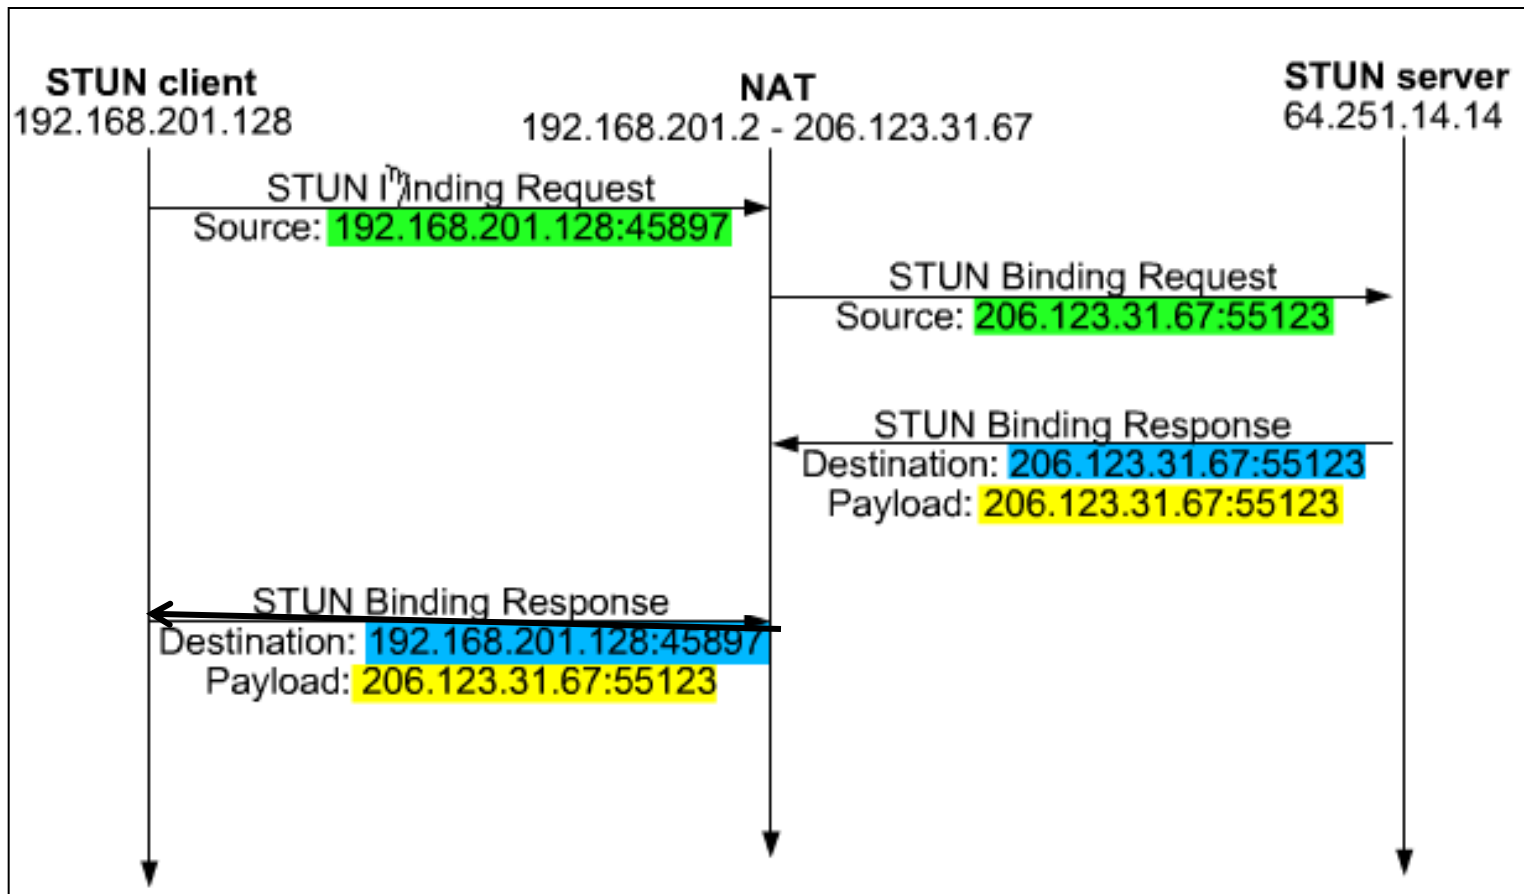 STUN client
192.168.201.128
NAT
192.168.201.2 - 206.123.31.67
STUN server
64.251.14.14
STUN Request
Source: 192.168.201.128:45897
STUN Binding Request
Source: 206.123.31.67:55123
STUN Binding Response
Destination: 206.123.31.67:55123
Payload: 206.123.31.67:55123
STUN Binding Response
Destination: 192.168.201.128:45897
Payload: 206.123.31.67:55123